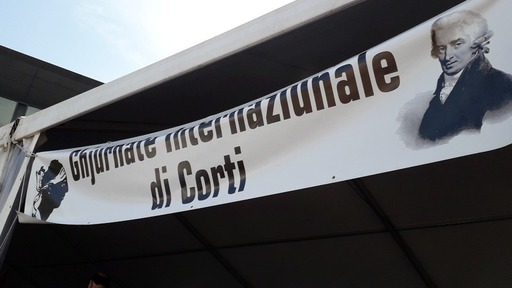 Ghjurnate Internaziunale
di Corti